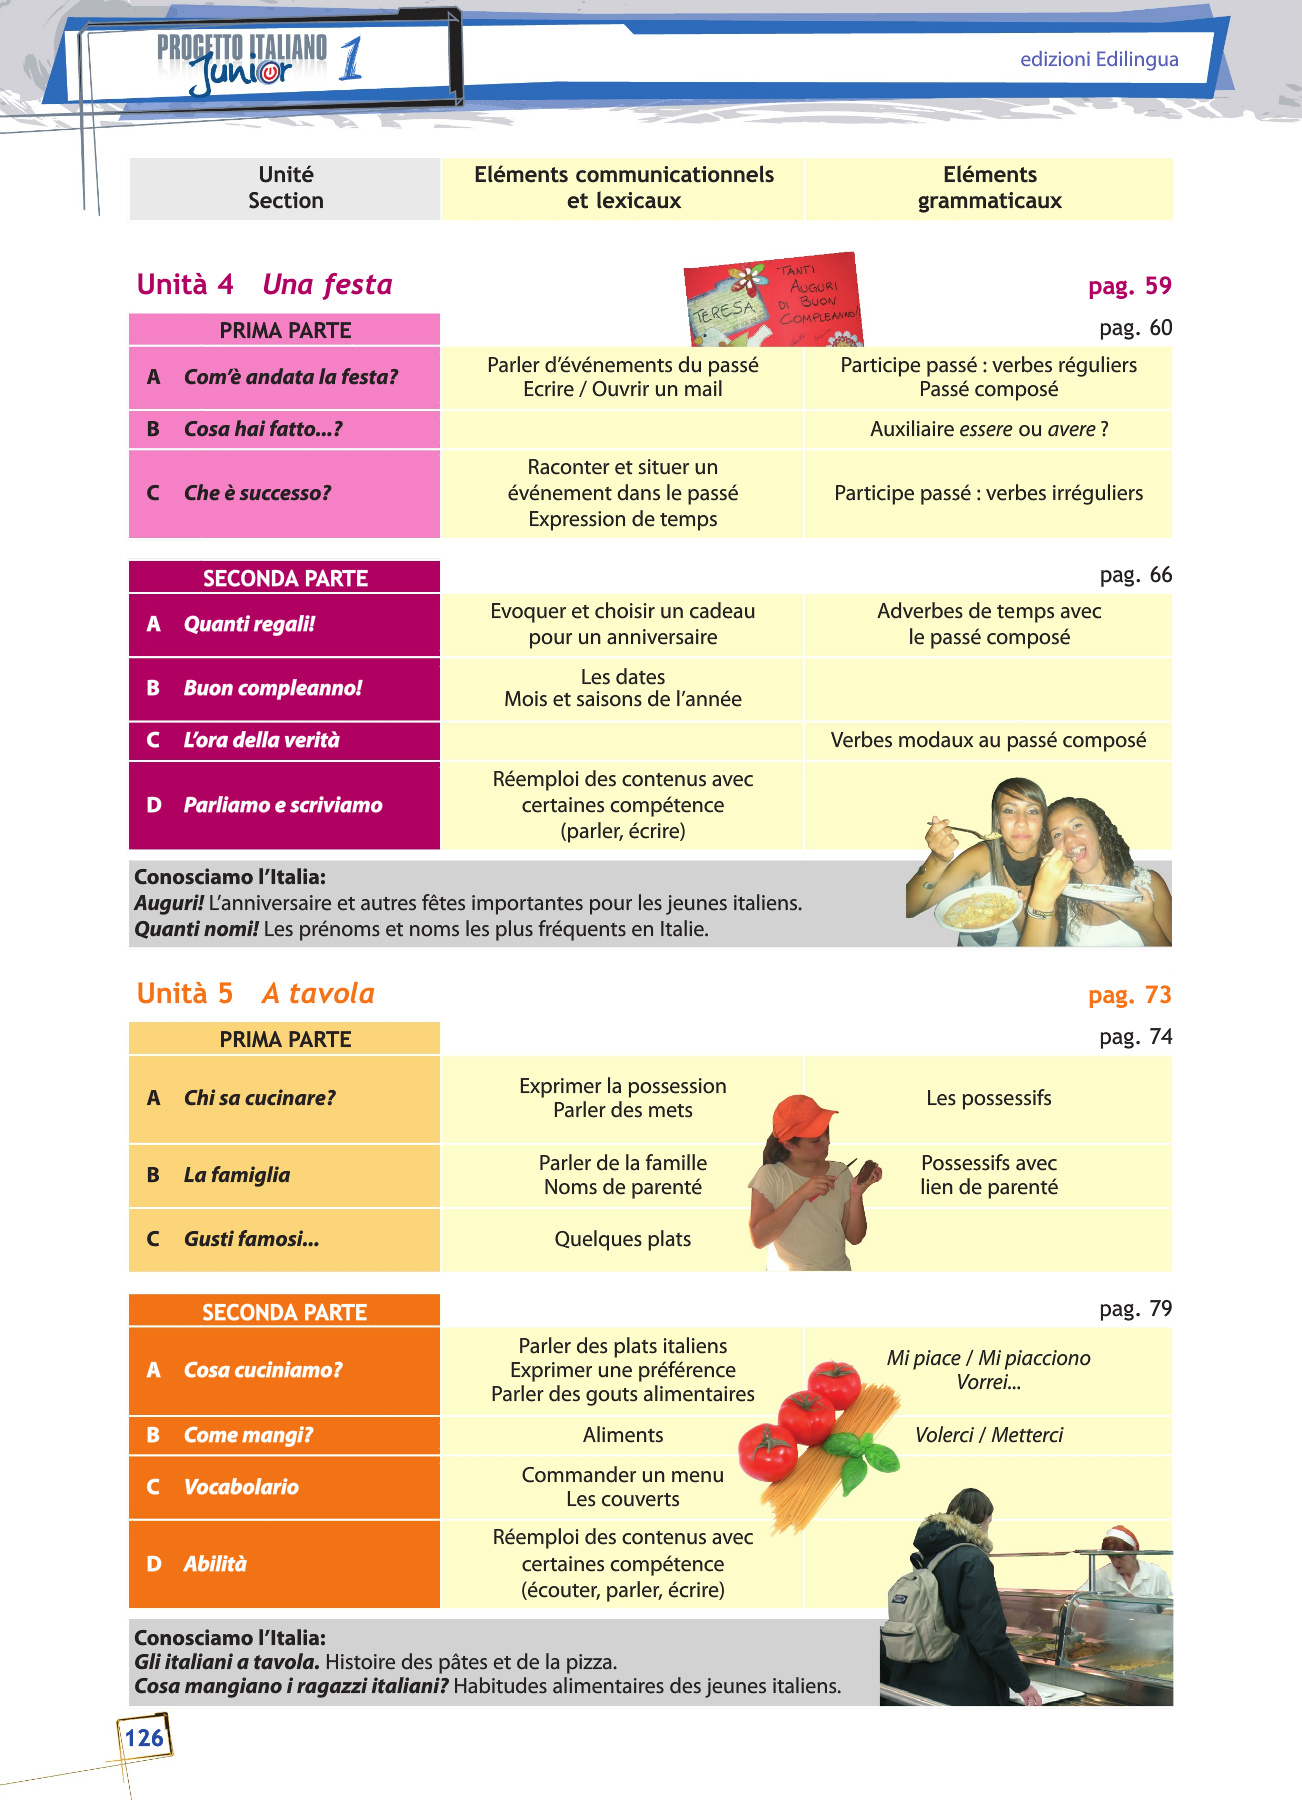 PROGETTO ITALIANO
Junior 1
edizioni Edilingua
Unité
Section
Eléments communicationnels
et lexicaux
Eléments
grammaticaux
Unità 4 Una festa
pag. 59
TANTI
AUGURI
DI BUON
COMPLEANNO!!
TERESA
PRIMA PARTE
pag. 60
A Com'è andata la festa?
Parler d'événements du passé
Ecrire / Ouvrir un mail
Participe passé : verbes réguliers
Passé composé
B Cosa hai fatto...?
Auxiliaire essere ou avere ?
C Che è successo?
Raconter et situer un
événement dans le passé
Expression de temps
Participe passé : verbes irréguliers
SECONDA PARTE
pag. 66
A Quanti regali!
Evoquer et choisir un cadeau
pour un anniversaire
Adverbes de temps avec
le passé composé
B Buon compleanno!
Les dates
Mois et saisons de l'année
C L'ora della verità
Verbes modaux au passé composé
D Parliamo e scriviamo
Réemploi des contenus avec
certaines compétence
(parler, écrire)
Conosciamo l'Italia:
Auguri! L'anniversaire et autres fêtes importantes pour les jeunes italiens.
Quanti nomi! Les prénoms et noms les plus fréquents en Italie.
Unità 5 A tavola
pag. 73
PRIMA PARTE
pag. 74
A Chi sa cucinare?
Exprimer la possession
Parler des mets
Les possessifs
B La famiglia
Parler de la famille
Noms de parenté
Possessifs avec
lien de parenté
C Gusti famosi...
Quelques plats
SECONDA PARTE
pag. 79
A Cosa cuciniamo?
Parler des plats italiens
Exprimer une préférence
Parler des gouts alimentaires
Mi piace / Mi piacciono
Vorrei...
B Come mangi?
Aliments
Volerci / Metterci
C Vocabolario
Commander un menu
Les couverts
D Abilità
Réemploi des contenus avec
certaines compétence
(écouter, parler, écrire)
Conosciamo l'Italia:
Gli italiani a tavola. Histoire des pâtes et de la pizza.
Cosa mangiano i ragazzi italiani? Habitudes alimentaires des jeunes italiens.
126